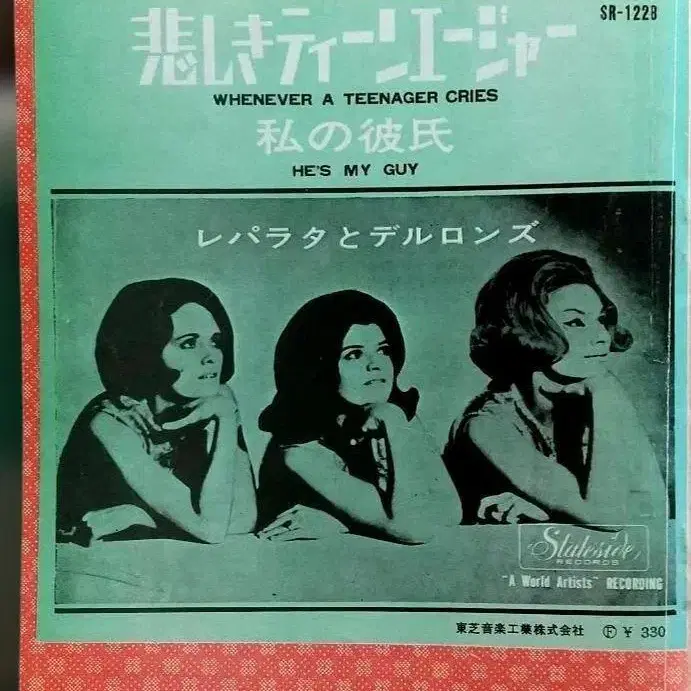 SR-1228
悲しきティーンエージャー
WHENEVER A TEENAGER CRIES
私の彼氏
HE'S MY GUY
レパラタとデルロンズ
Stateside
RECORDS
"A World Artists" RECORDING
東芝音楽工業株式会社 Ⓕ ¥ 330